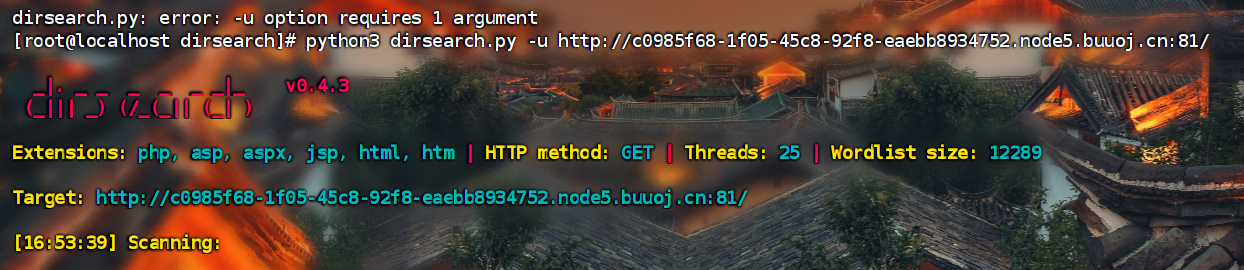 dirsearch.py: error: -u option requires 1 argument
[root@localhost dirsearch]# python3 dirsearch.py -u http://c0985f68-1f05-45c8-92f8-eaebb8934752.node5.buuoj.cn:81/
dirsearch v0.4.3
Extensions: php, asp, aspx, jsp, html, htm | HTTP method: GET | Threads: 25 | Wordlist size: 12289
Target: http://c0985f68-1f05-45c8-92f8-eaebb8934752.node5.buuoj.cn:81/
[16:53:39] Scanning: